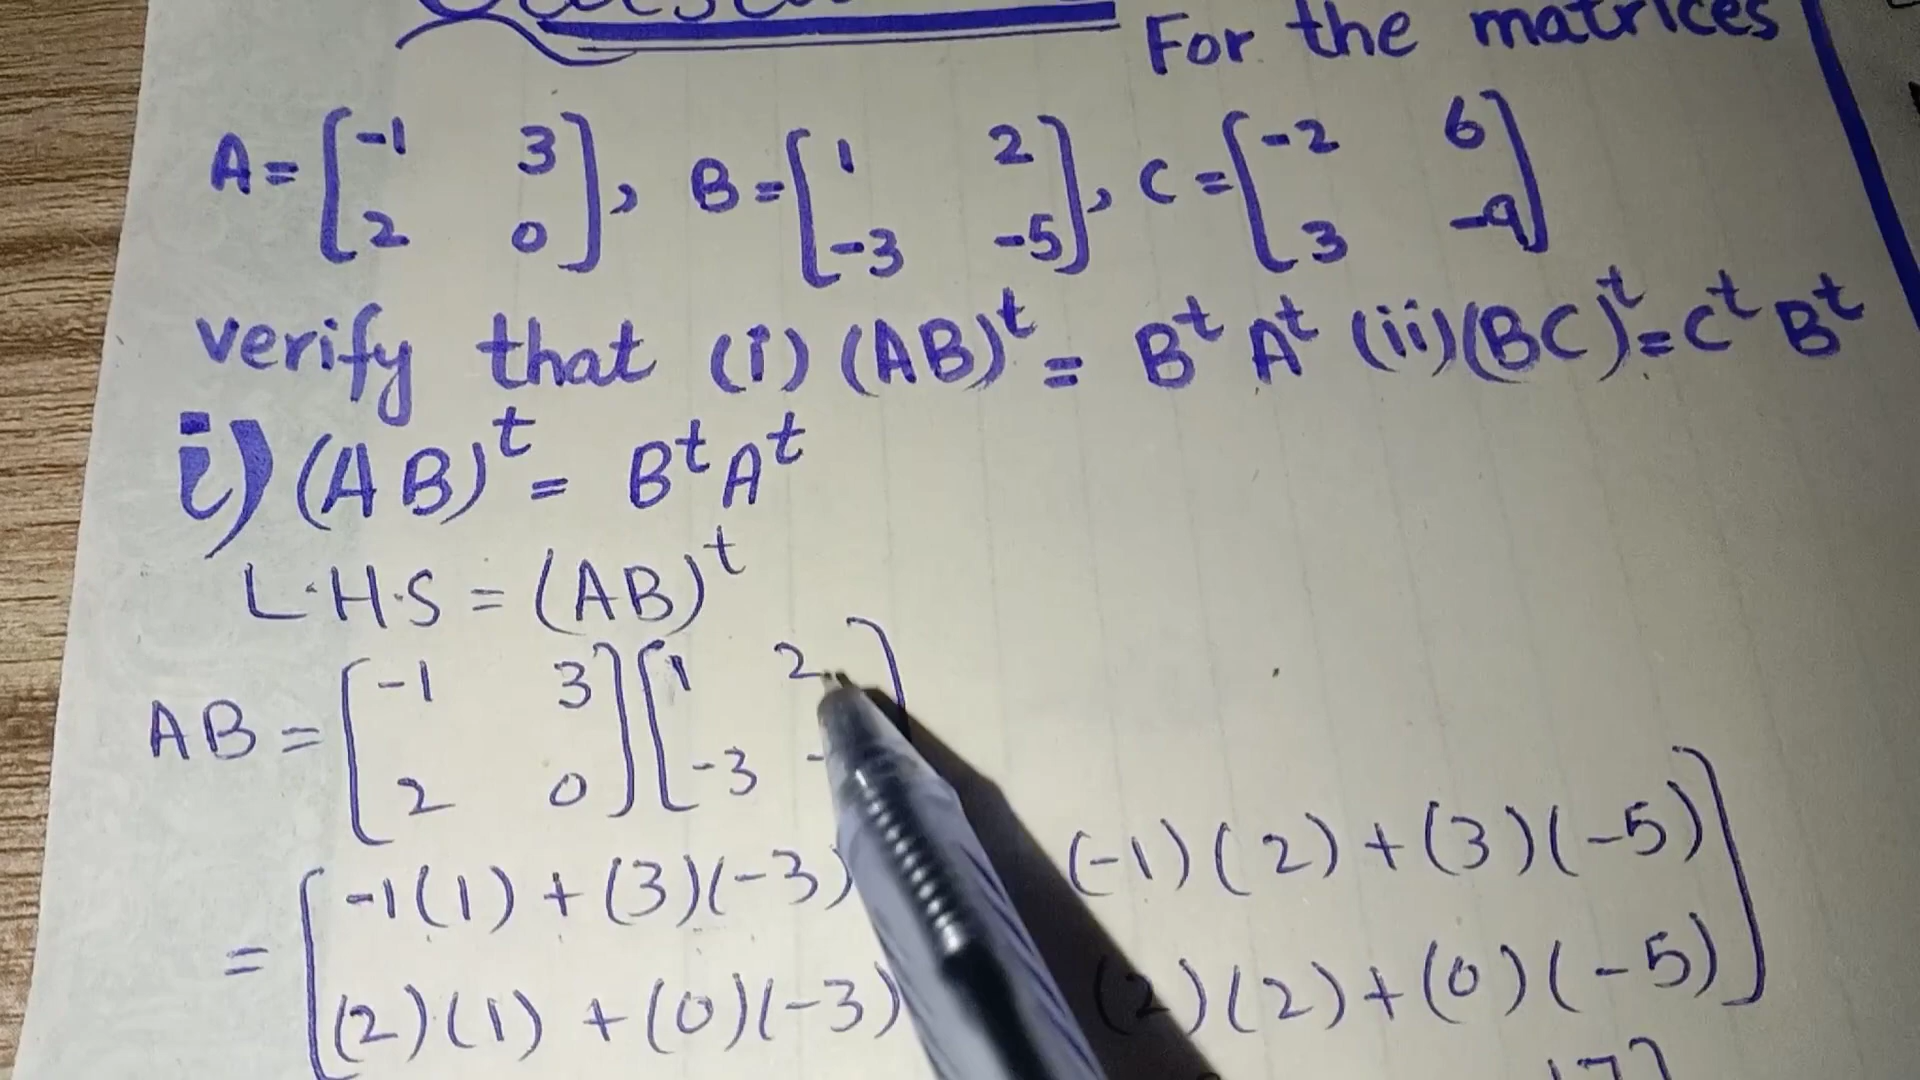 For the matrices
A = [-1 3], B = [1 2], C = [-2 6]
[2 0] [-3 -5] [3 -9]
verify that (i) (AB)^t = B^t A^t (ii) (BC)^t = C^t B^t
i) (AB)^t = B^t A^t
L.H.S = (AB)^t
AB = [-1 3] [1 2]
[2 0] [-3 -
= [-1(1) + (3)(-3) (-1)(2) + (3)(-5)]
[(2)(1) + (0)(-3) (2)(2) + (0)(-5)]